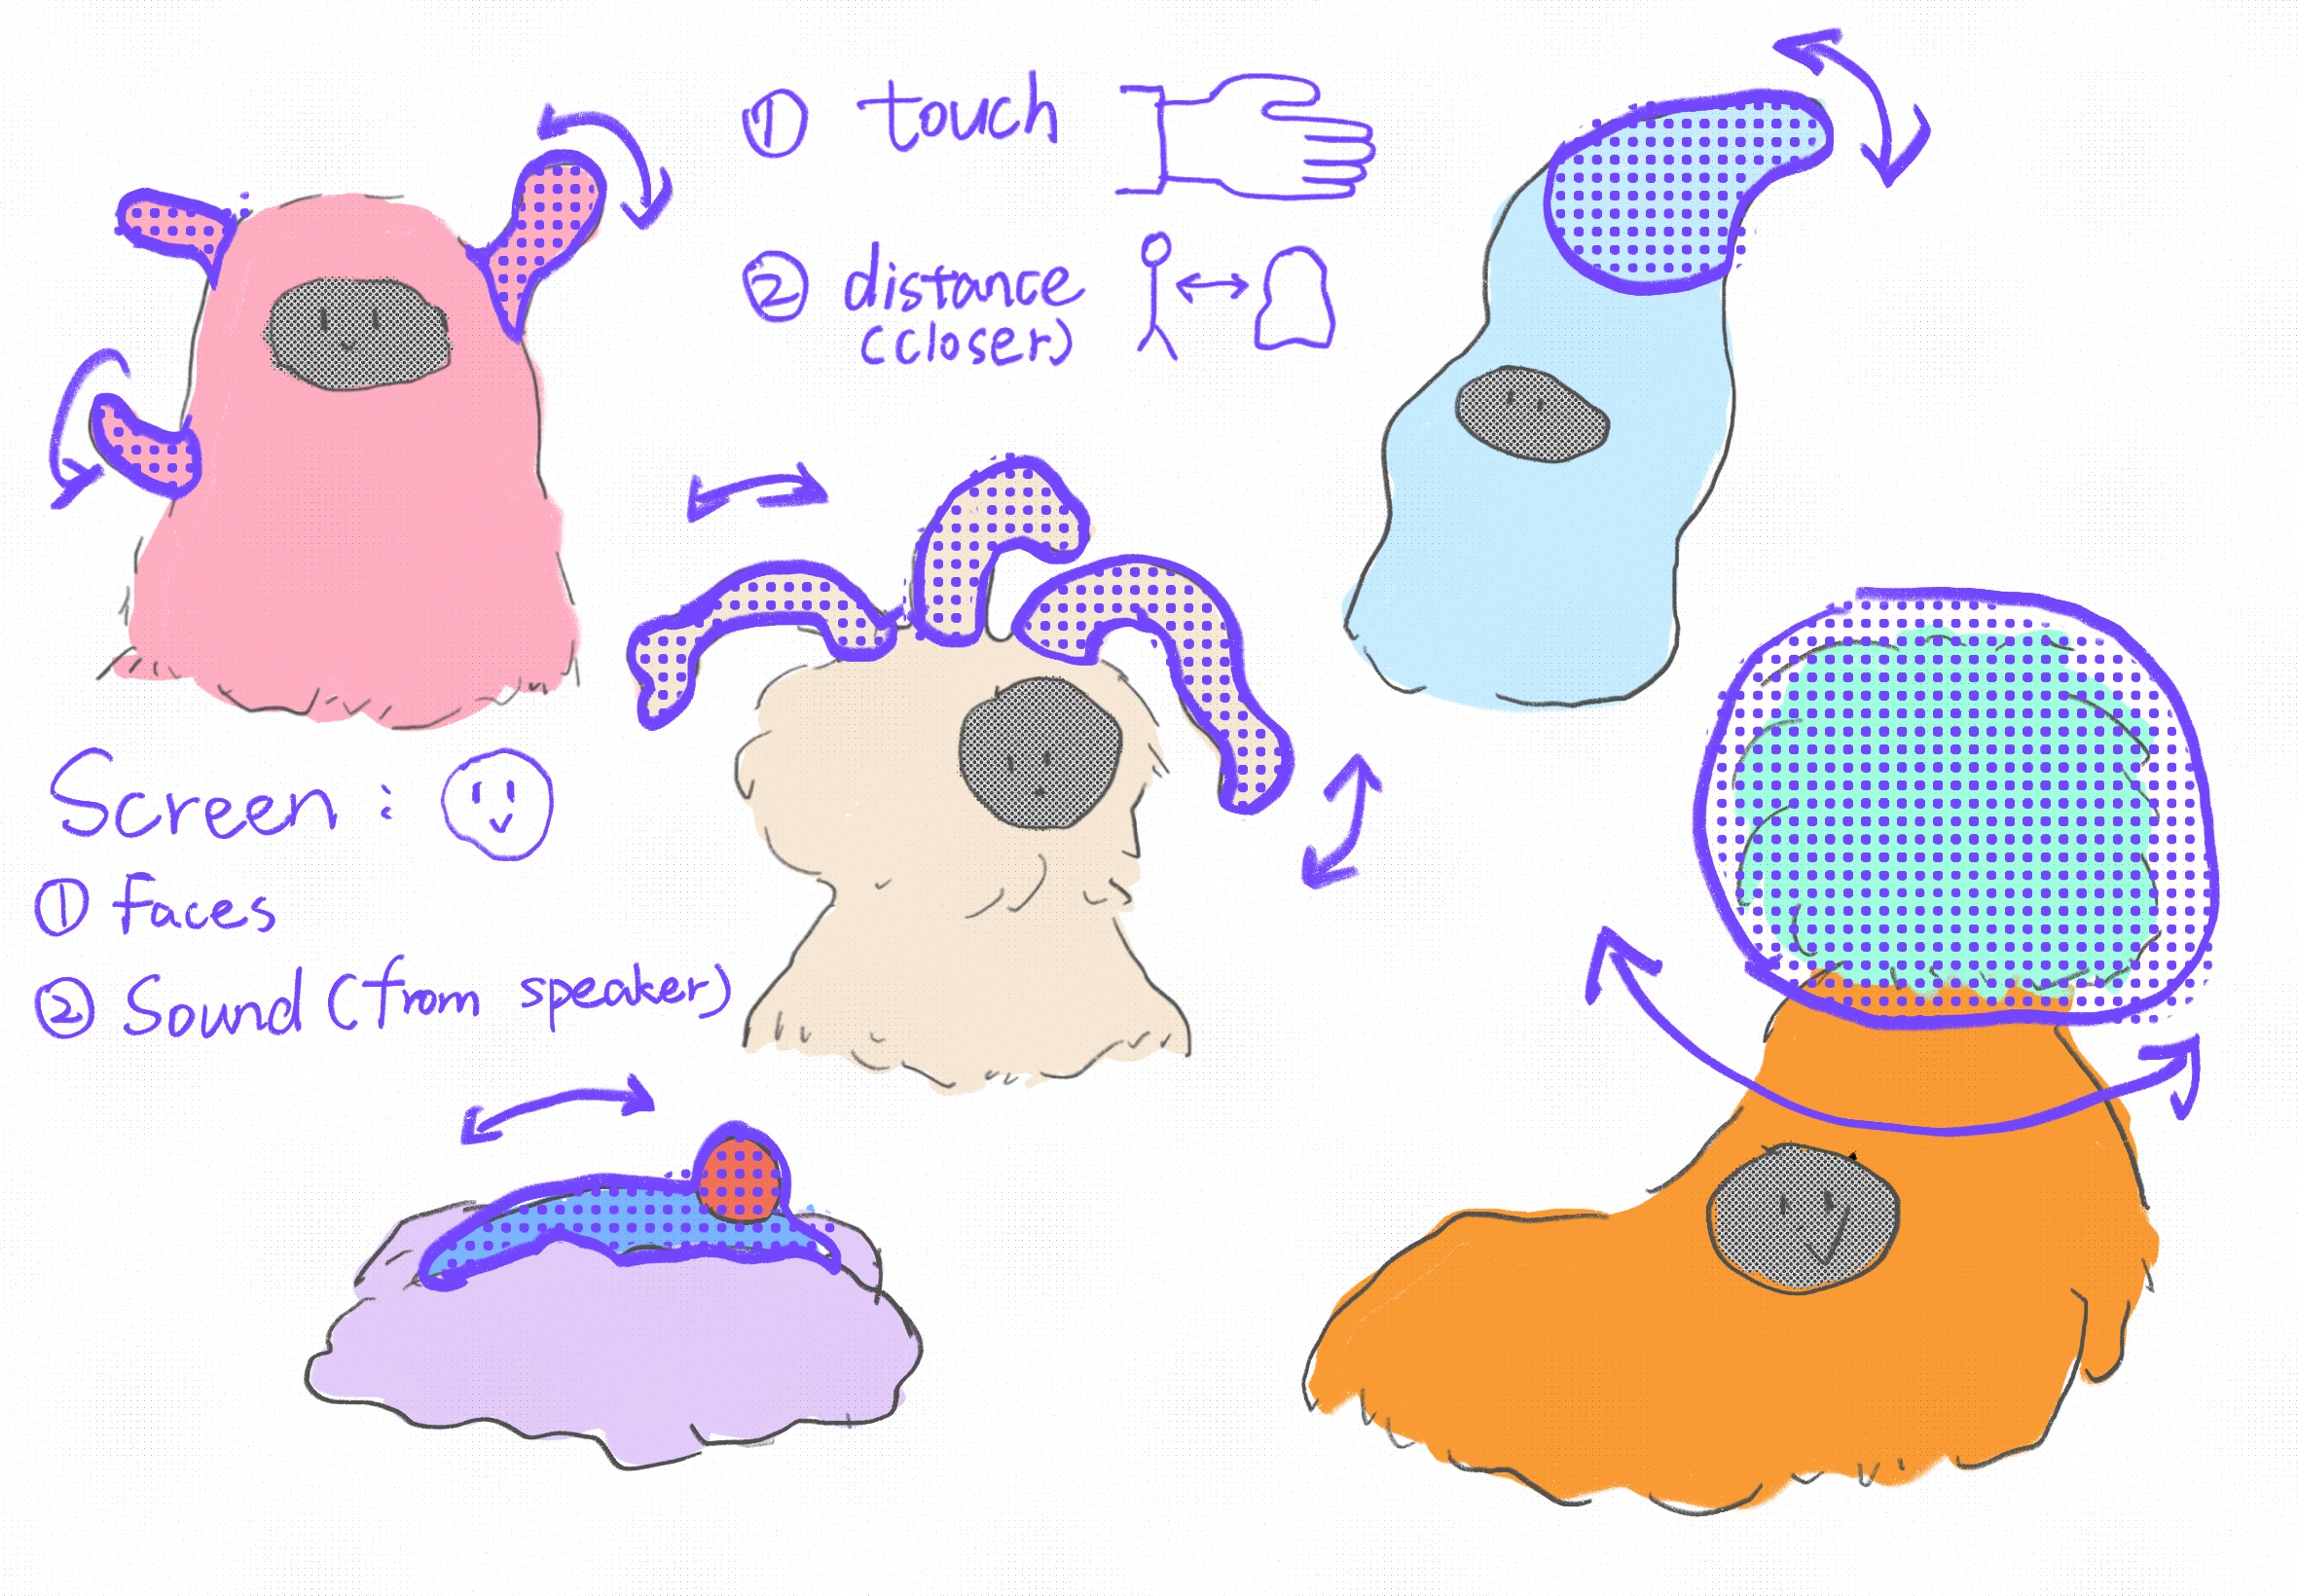 ① touch
② distance
(closer)
Screen :
① faces
② Sound (from speaker)